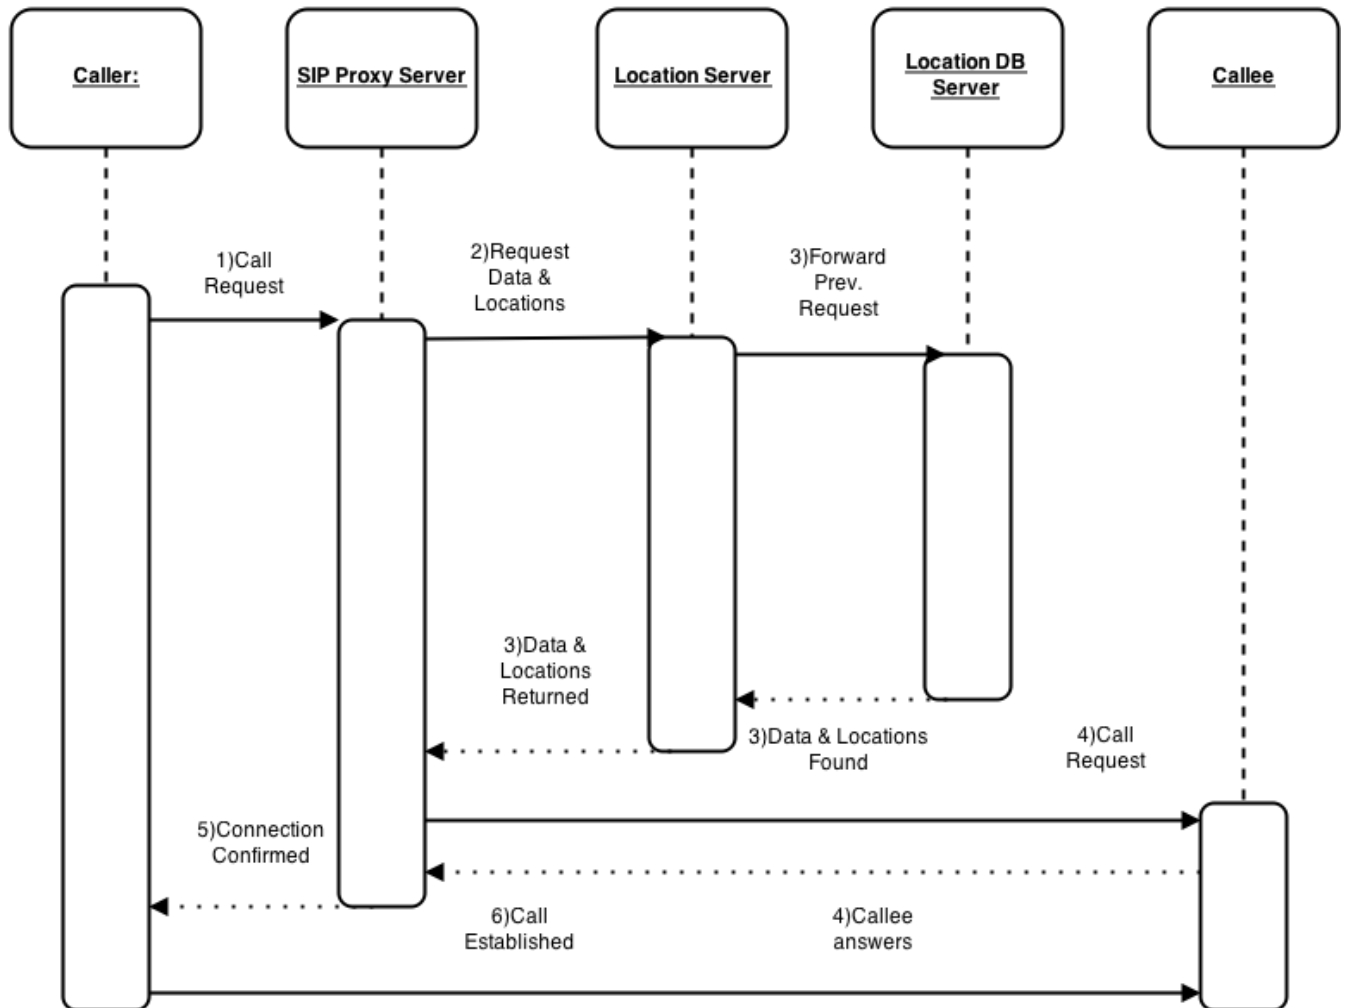 Caller:
SIP Proxy Server
Location Server
Location DB
Server
Callee
1)Call
Request
2)Request
Data &
Locations
3)Forward
Prev.
Request
3)Data &
Locations
Returned
3)Data & Locations
Found
4)Call
Request
5)Connection
Confirmed
6)Call
Established
4)Callee
answers